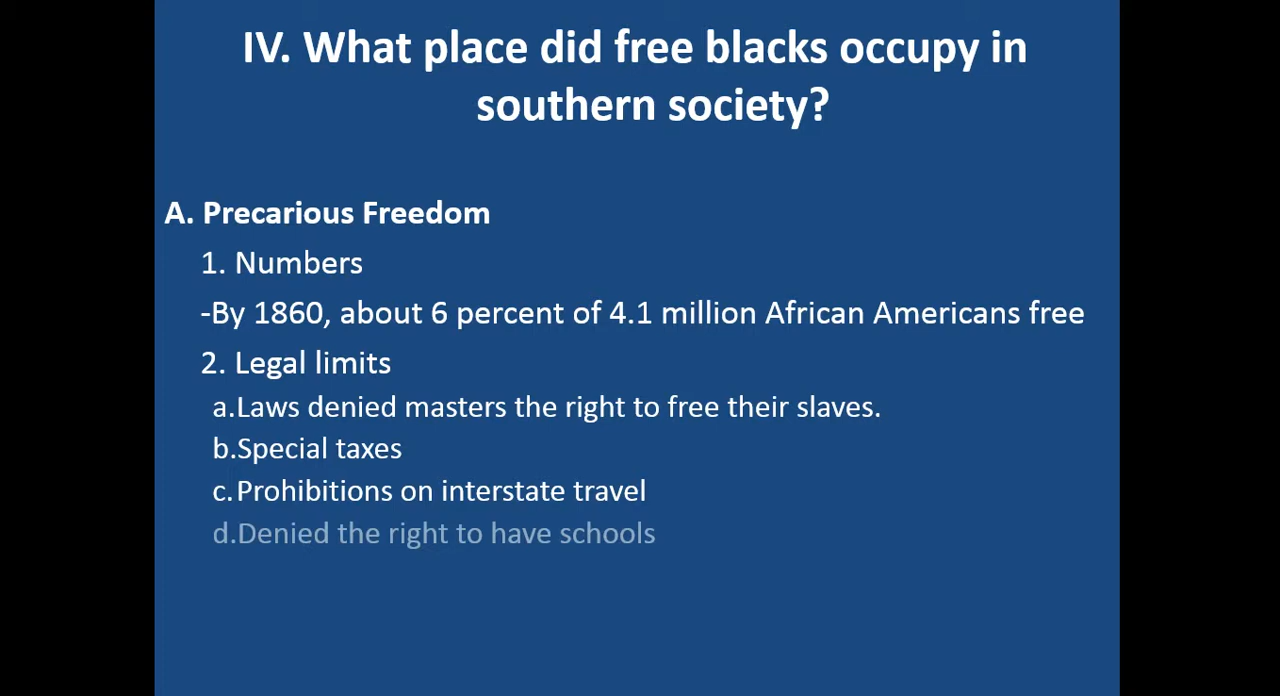 IV. What place did free blacks occupy in
southern society?
A. Precarious Freedom
1. Numbers
-By 1860, about 6 percent of 4.1 million African Americans free
2. Legal limits
a.Laws denied masters the right to free their slaves.
b.Special taxes
c.Prohibitions on interstate travel
d.Denied the right to have schools